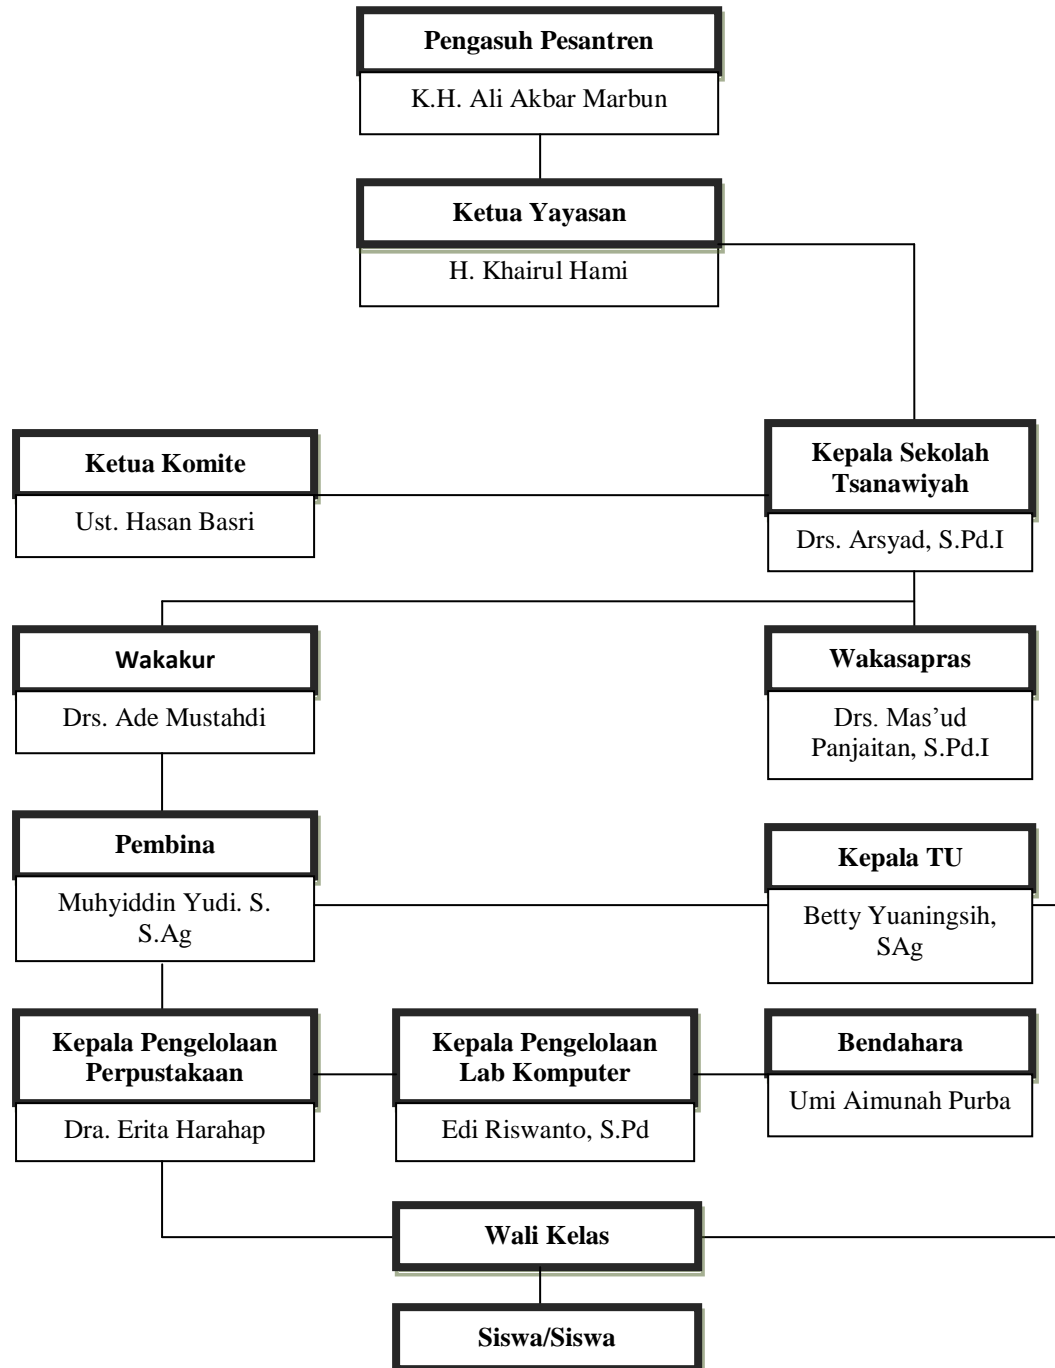 Pengasuh Pesantren
K.H. Ali Akbar Marbun
Ketua Yayasan
H. Khairul Hami
Ketua Komite
Ust. Hasan Basri
Kepala Sekolah
Tsanawiyah
Drs. Arsyad, S.Pd.I
Wakakur
Drs. Ade Mustahdi
Wakasapras
Drs. Mas’ud
Panjaitan, S.Pd.I
Pembina
Muhyiddin Yudi. S.
S.Ag
Kepala TU
Betty Yuaningsih,
SAg
Kepala Pengelolaan
Perpustakaan
Dra. Erita Harahap
Kepala Pengelolaan
Lab Komputer
Edi Riswanto, S.Pd
Bendahara
Umi Aimunah Purba
Wali Kelas
Siswa/Siswa